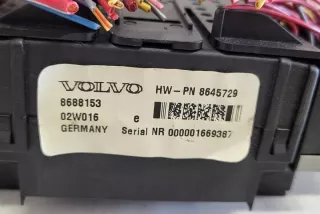 VOLVO HW-PN 8645729
8688153
02W016 e
GERMANY Serial NR 000001669387